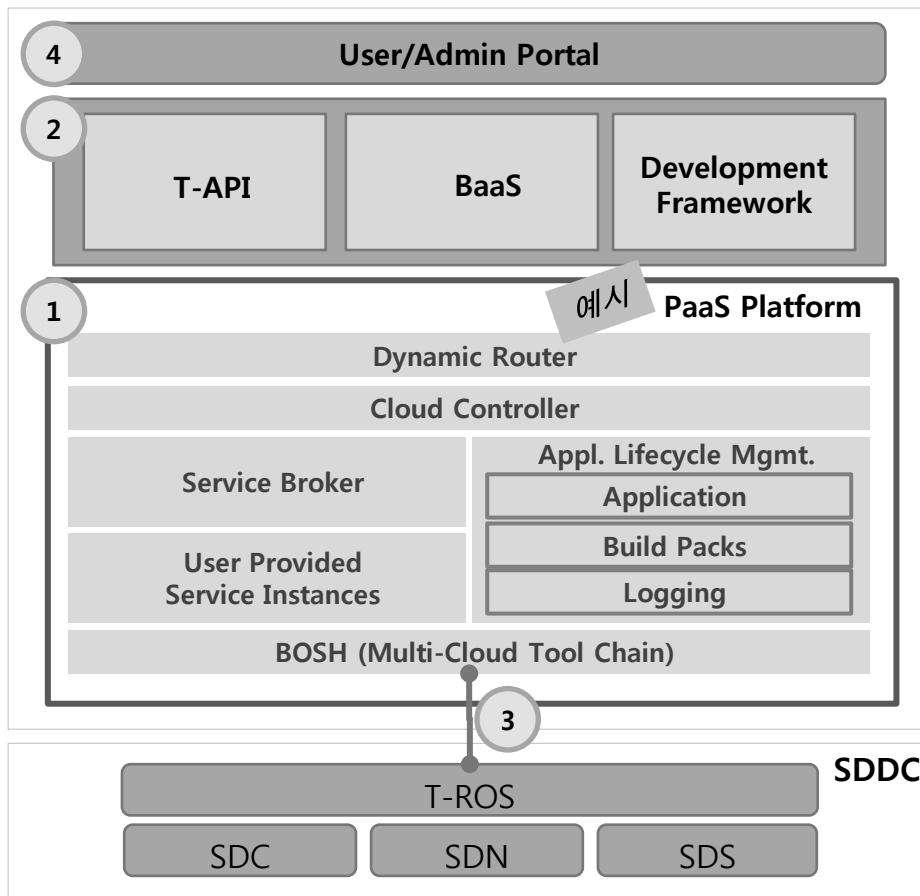 4
User/Admin Portal
2
T-API
BaaS
Development
Framework
1
예시
PaaS Platform
Dynamic Router
Cloud Controller
Service Broker
Appl. Lifecycle Mgmt.
Application
Build Packs
Logging
User Provided
Service Instances
BOSH (Multi-Cloud Tool Chain)
3
SDDC
T-ROS
SDC
SDN
SDS